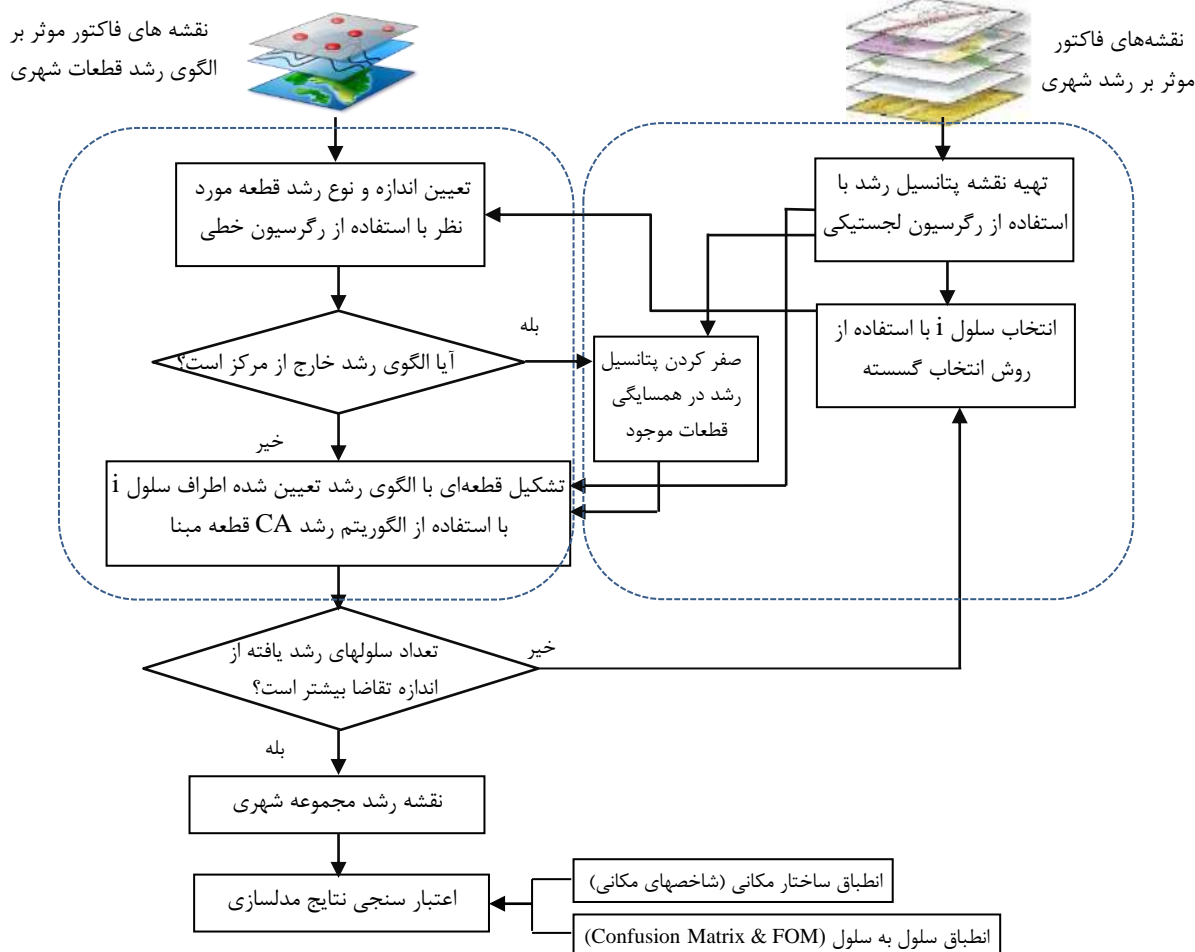 نقشه های فاکتور موثر بر
الگوی رشد قطعات شهری
نقشه‌های فاکتور
موثر بر رشد شهری
تعیین اندازه و نوع رشد قطعه مورد
نظر با استفاده از رگرسیون خطی
تهیه نقشه پتانسیل رشد با
استفاده از رگرسیون لجستیکی
انتخاب سلول i با استفاده از
روش انتخاب گسسته
آیا الگوی رشد خارج از مرکز است؟
بله
صفر کردن پتانسیل
رشد در همسایگی
قطعات موجود
خیر
تشکیل قطعه‌ای با الگوی رشد تعیین شده اطراف سلول i
با استفاده از الگوریتم رشد CA قطعه مبنا
تعداد سلولهای رشد یافته از
اندازه تقاضا بیشتر است؟
خیر
بله
نقشه رشد مجموعه شهری
اعتبار سنجی نتایج مدلسازی
انطباق ساختار مکانی (شاخصهای مکانی)
انطباق سلول به سلول (Confusion Matrix & FOM)